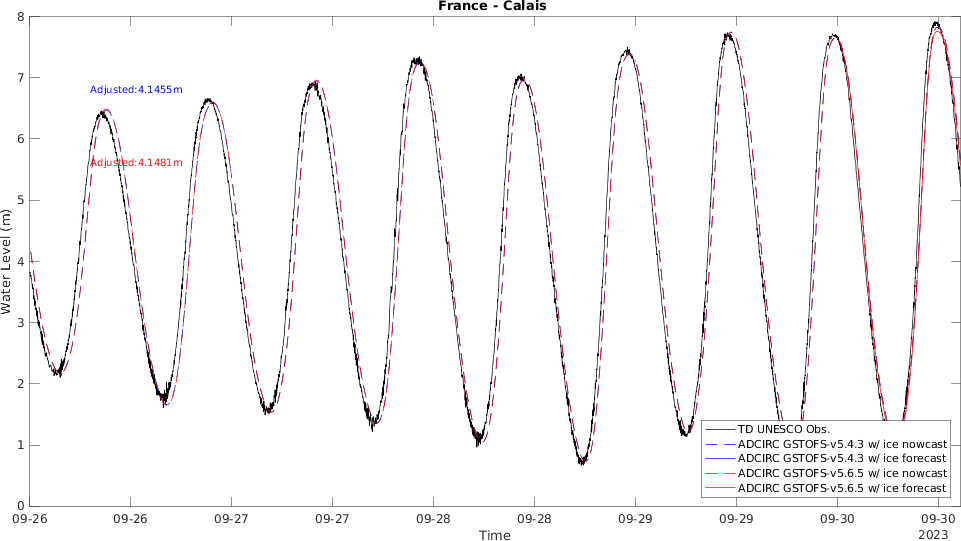 France - Calais
8
7
6
5
4
3
2
1
0
Water Level (m)
Adjusted:4.1455m
Adjusted:4.1481m
TD UNESCO Obs.
ADCIRC GSTOFS-v5.4.3 w/ ice nowcast
ADCIRC GSTOFS-v5.4.3 w/ ice forecast
ADCIRC GSTOFS-v5.6.5 w/ ice nowcast
ADCIRC GSTOFS-v5.6.5 w/ ice forecast
09-26 09-26 09-27 09-27 09-28 09-28 09-29 09-29 09-30 09-30
2023
Time